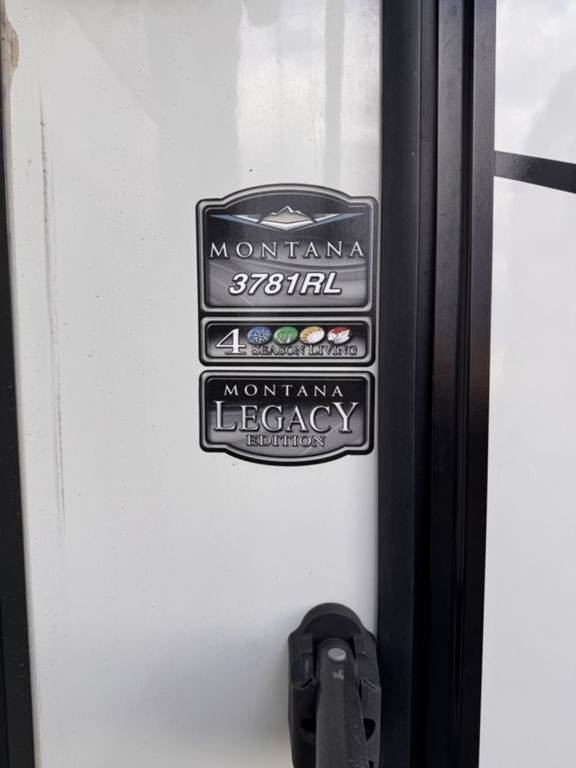 MONTANA
3781RL
4 SEASON LIVING
MONTANA
LEGACY
EDITION